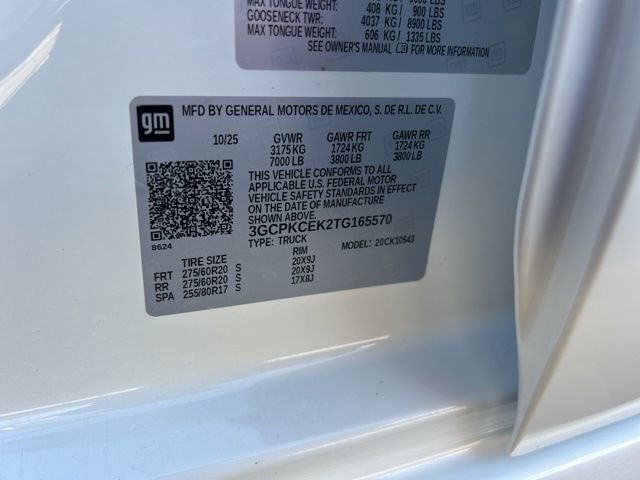 MAX TONGUE WEIGHT: 408 KG / 900 LBS
GOOSENECK TWR: 4037 KG / 8900 LBS
MAX TONGUE WEIGHT: 606 KG / 1335 LBS
SEE OWNER'S MANUAL FOR MORE INFORMATION
gm
MFD BY GENERAL MOTORS DE MEXICO, S. DE R.L. DE C.V.
10/25 GVWR GAWR FRT GAWR RR
3175 KG 1724 KG 1724 KG
7000 LB 3800 LB 3800 LB
THIS VEHICLE CONFORMS TO ALL
APPLICABLE U.S. FEDERAL MOTOR
VEHICLE SAFETY STANDARDS IN EFFECT
ON THE DATE OF MANUFACTURE
SHOWN ABOVE.
3GCPKCEK2TG165570
8624
TYPE: TRUCK MODEL: 20CK10543
TIRE SIZE RIM
FRT 275/60R20 S 20X9J
RR 275/60R20 S 20X9J
SPA 255/80R17 S 17X8J